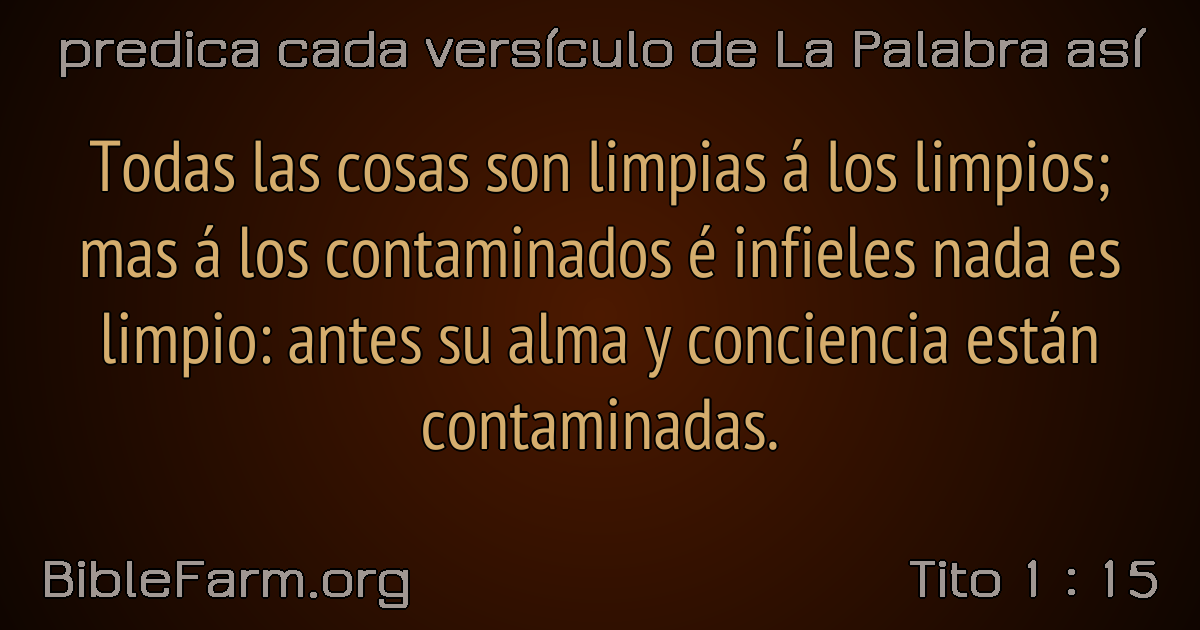 predica cada versículo de La Palabra así
Todas las cosas son limpias á los limpios;
mas á los contaminados é infieles nada es
limpio: antes su alma y conciencia están
contaminadas.
BibleFarm.org
Tito 1 : 15